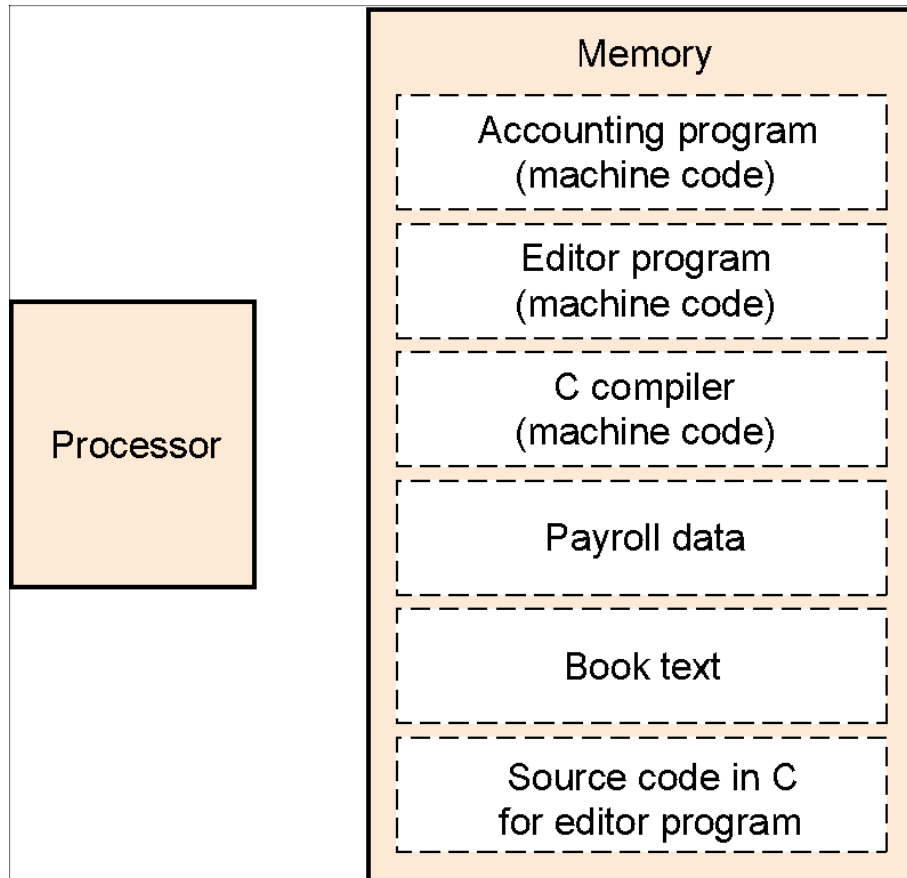 Memory
Accounting program
(machine code)
Editor program
(machine code)
C compiler
(machine code)
Processor
Payroll data
Book text
Source code in C
for editor program